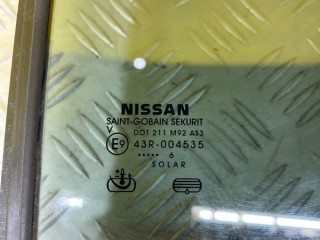 NISSAN
SAINT-GOBAIN SEKURIT
V DOT 211 M92 AS3
E9 43R-004535
••••• 6
SOLAR